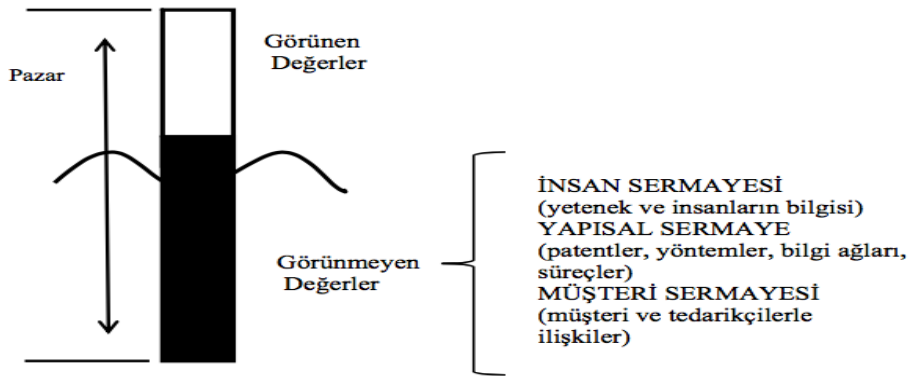 Görünen
Değerler
Pazar
İNSAN SERMAYESİ
(yetenek ve insanların bilgisi)
YAPISAL SERMAYE
(patentler, yöntemler, bilgi ağları,
süreçler)
MÜŞTERİ SERMAYESİ
(müşteri ve tedarikçilerle
ilişkiler)
Görünmeyen
Değerler